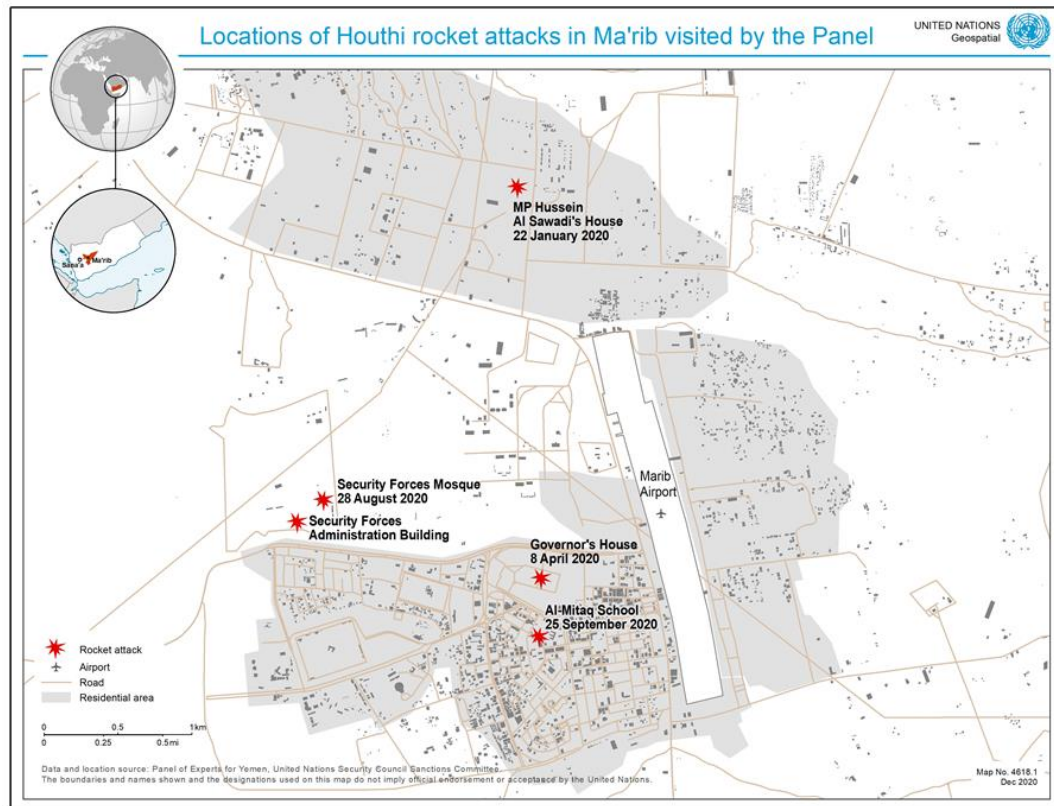 Locations of Houthi rocket attacks in Ma'rib visited by the Panel
UNITED NATIONS
Geospatial
Sana'a
Ma'rib
MP Hussein
Al Sawadi's House
22 January 2020
Security Forces Mosque
28 August 2020
Security Forces
Administration Building
Marib
Airport
Governor's House
8 April 2020
Al-Mitaq School
25 September 2020
Rocket attack
Airport
Road
Residential area
0 0.5 1km
0 0.25 0.5mi
Data and location source: Panel of Experts for Yemen, United Nations Security Council Sanctions Committee.
The boundaries and names shown and the designations used on this map do not imply official endorsement or acceptance by the United Nations.
Map No. 4618.1
Dec 2020